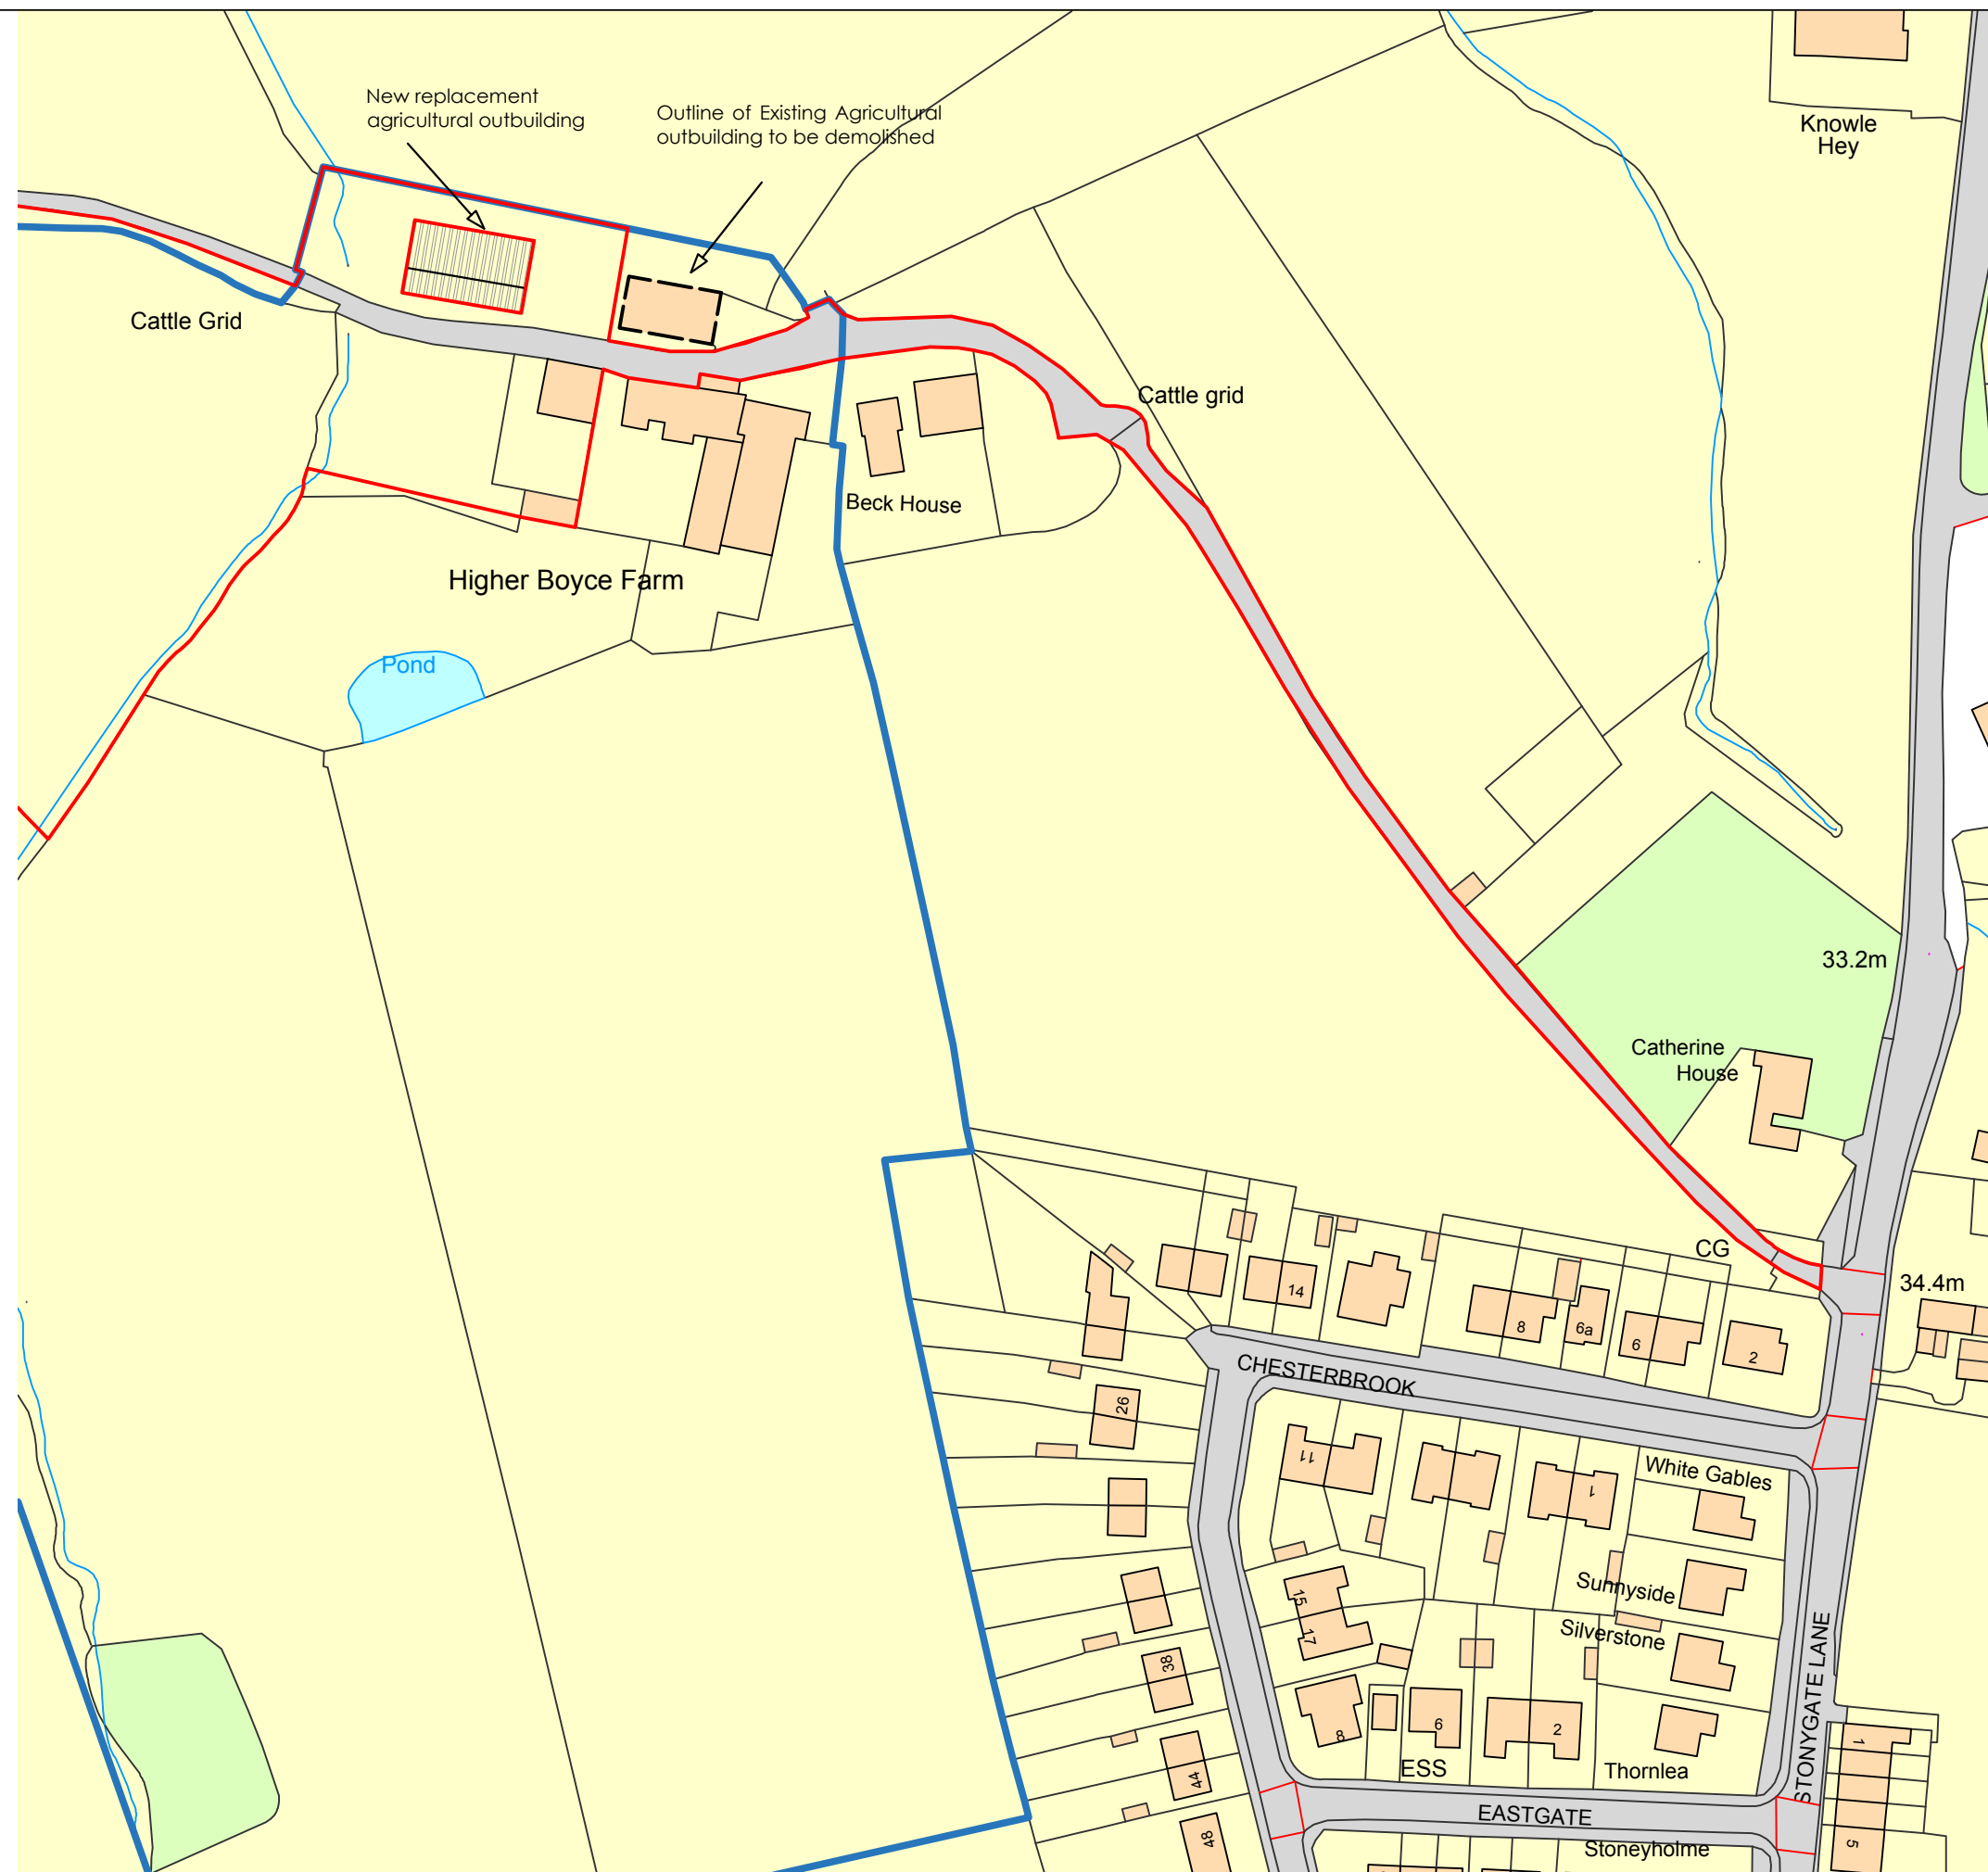 New replacement
agricultural outbuilding
Outline of Existing Agricultural
outbuilding to be demolished
Knowle
Hey
Cattle Grid
Cattle grid
Beck House
Higher Boyce Farm
Pond
33.2m
Catherine
House
CG
34.4m
14
8
6a
6
2
CHESTERBROOK
26
11
1
White Gables
15
17
Sunnyside
Silverstone
38
8
6
2
ESS
Thornlea
STONYGATE LANE
1
44
EASTGATE
48
Stoneyholme
5